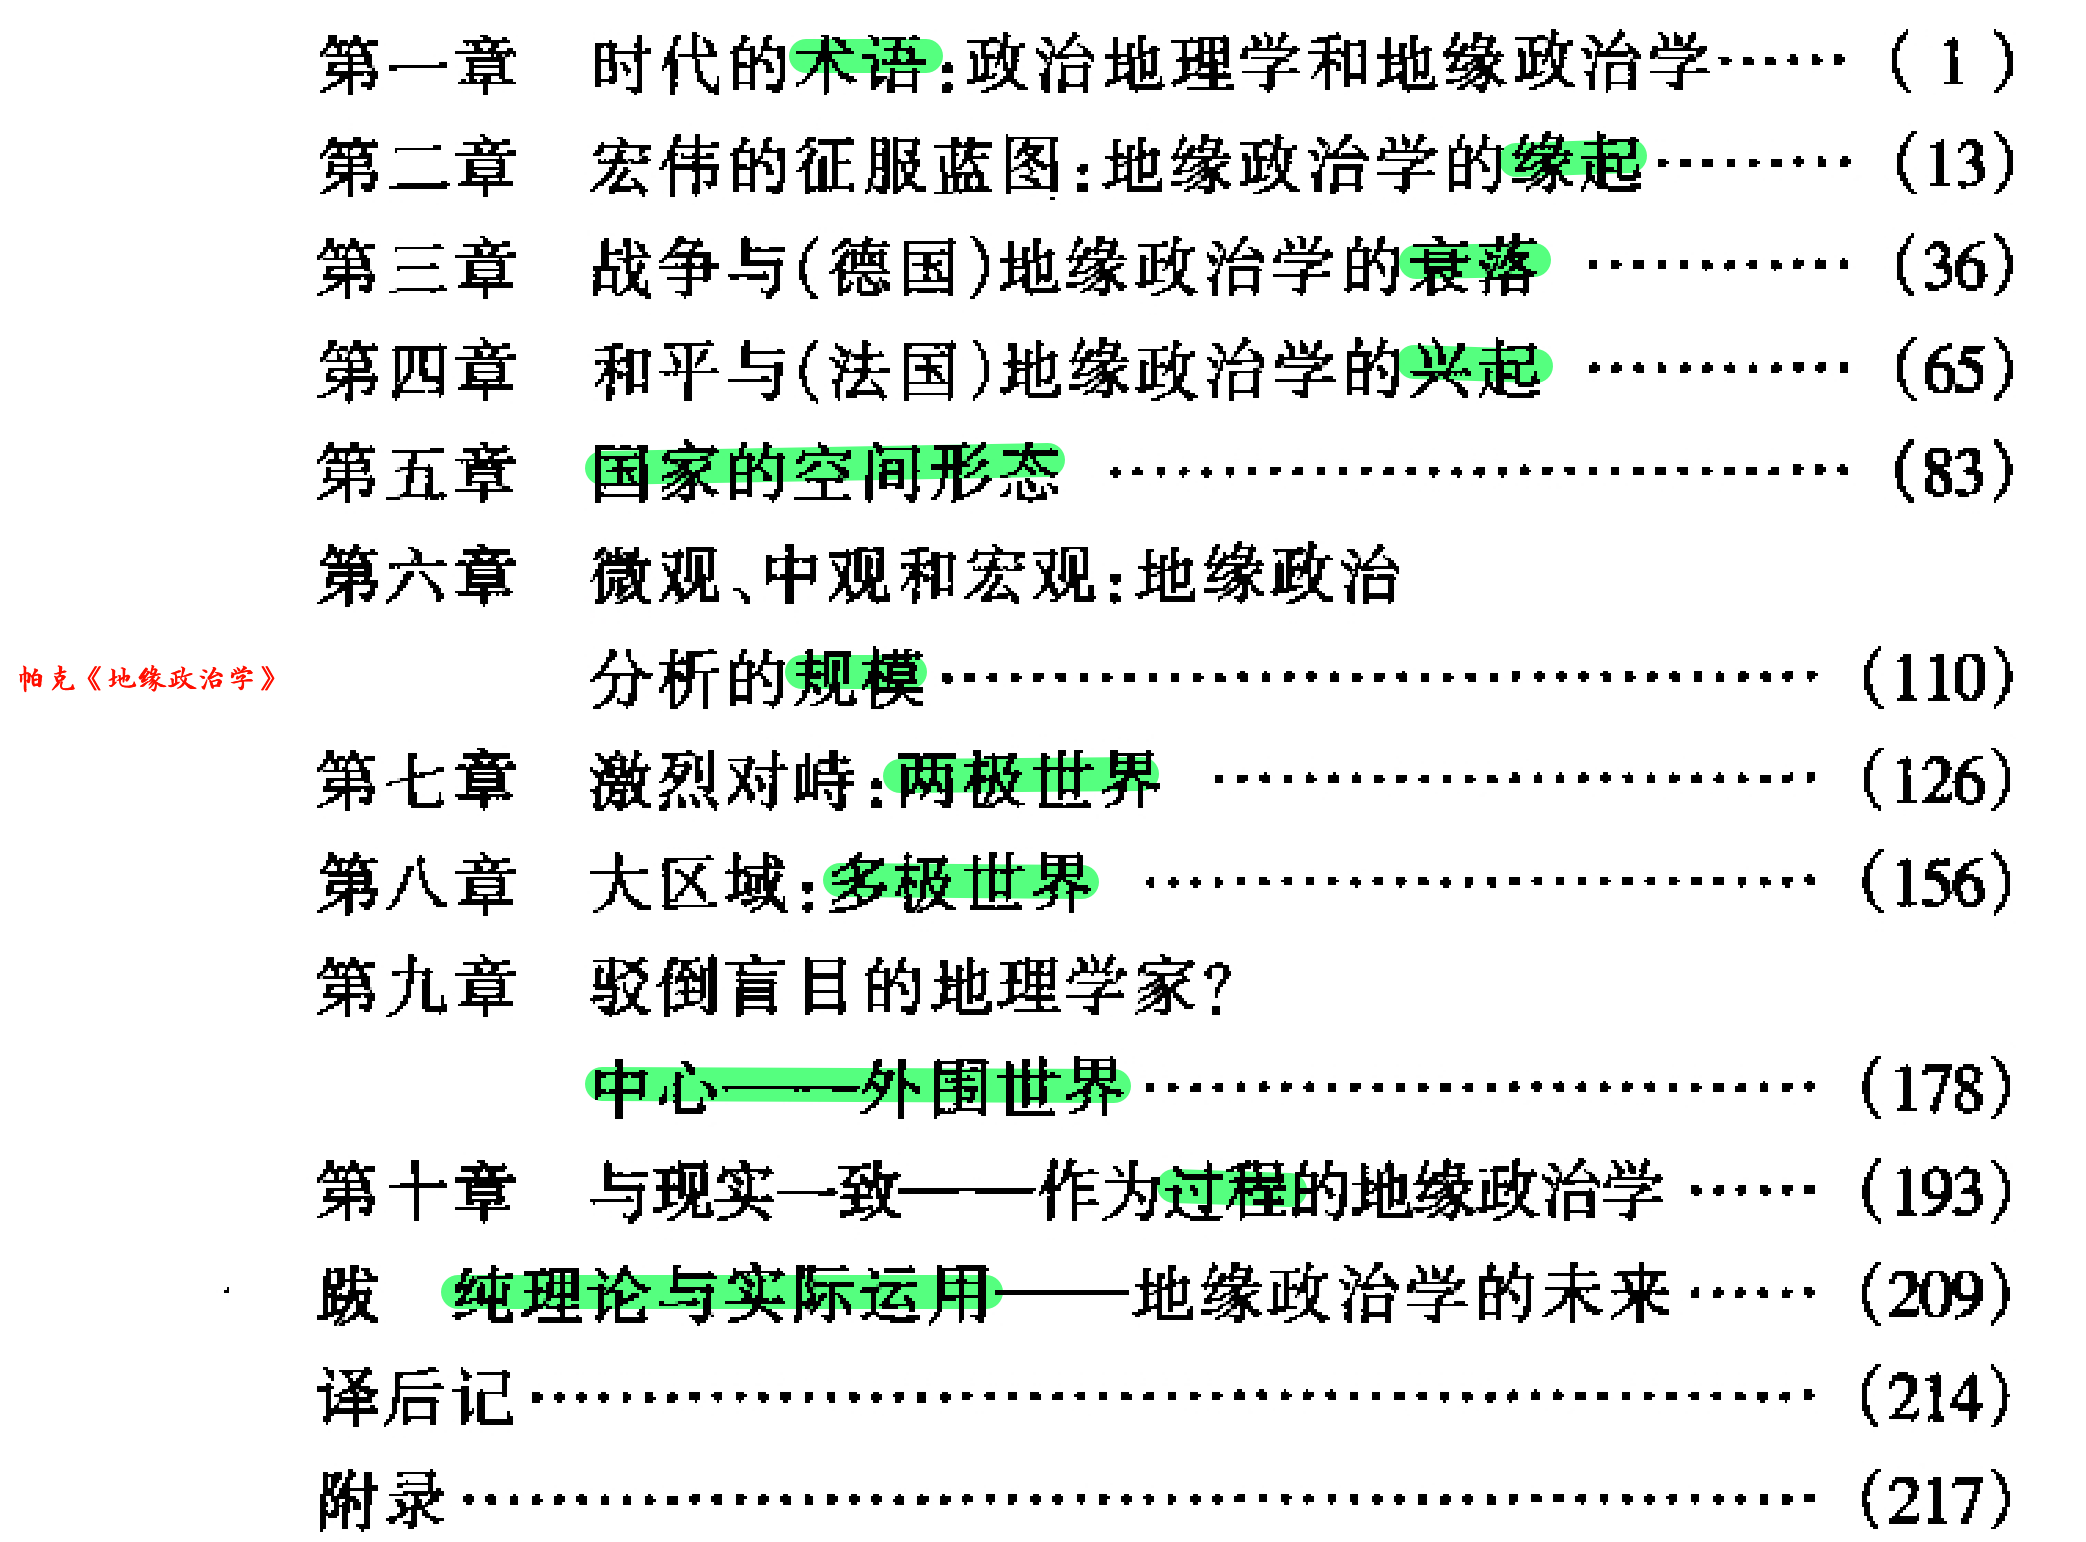 第一章 时代的术语:政治地理学和地缘政治学……(1)
第二章 宏伟的征服蓝图:地缘政治学的缘起………(13)
第三章 战争与(德国)地缘政治学的衰落 …………(36)
第四章 和平与(法国)地缘政治学的兴起 …………(65)
第五章 国家的空间形态 ………………………………(83)
第六章 微观、中观和宏观:地缘政治
分析的规模……………………………………(110)
帕克《地缘政治学》
第七章 激烈对峙:两极世界 …………………………(126)
第八章 大区域:多极世界 ……………………………(156)
第九章 驳倒盲目的地理学家?
中心——外围世界……………………………(178)
第十章 与现实一致——作为过程的地缘政治学 ……(193)
跋 纯理论与实际运用——地缘政治学的未来……(209)
译后记………………………………………………………(214)
附录…………………………………………………………(217)